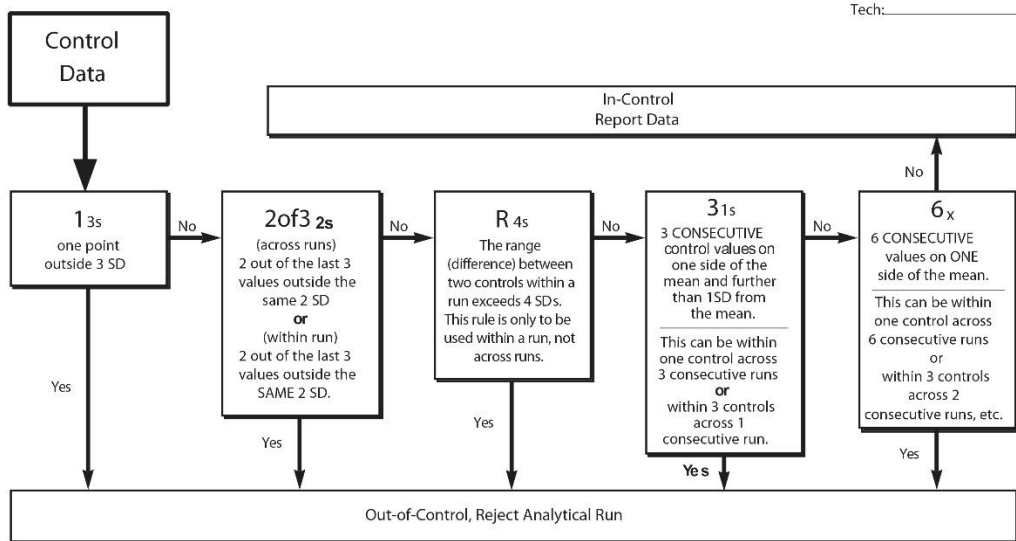 Tech:
Control
Data
In-Control
Report Data
1 3s
one point
outside 3 SD
No
Yes
2of3 2s
(across runs)
2 out of the last 3
values outside the
same 2 SD
or
(within run)
2 out of the last 3
values outside the
SAME 2 SD.
No
Yes
R 4s
The range
(difference) between
two controls within a
run exceeds 4 SDs.
This rule is only to be
used within a run, not
across runs.
No
Yes
3 1s
3 CONSECUTIVE
control values on
one side of the
mean and further
than 1SD from
the mean.
This can be within
one control across
3 consecutive runs
or
within 3 controls
across 1
consecutive run.
No
Yes
6 x
6 CONSECUTIVE
values on ONE
side of the mean.
This can be within
one control across
6 consecutive runs
or
within 3 controls
across 2
consecutive runs, etc.
No
Yes
Out-of-Control, Reject Analytical Run